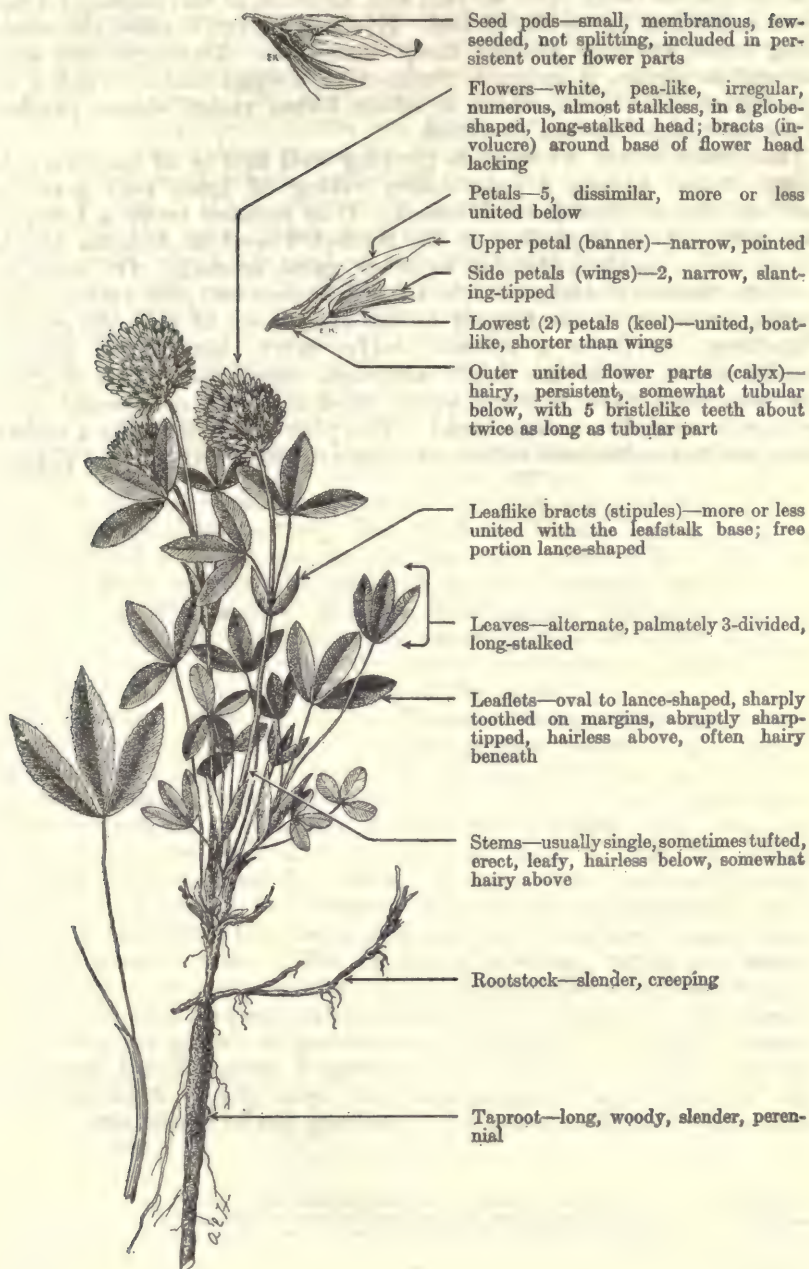 Seed pods—small, membranous, few-
seeded, not splitting, included in per-
sistent outer flower parts
Flowers—white, pea-like, irregular,
numerous, almost stalkless, in a globe-
shaped, long-stalked head; bracts (in-
volucre) around base of flower head
lacking
Petals—5, dissimilar, more or less
united below
Upper petal (banner)—narrow, pointed
Side petals (wings)—2, narrow, slant-
ing-tipped
Lowest (2) petals (keel)—united, boat-
like, shorter than wings
Outer united flower parts (calyx)—
hairy, persistent, somewhat tubular
below, with 5 bristlelike teeth about
twice as long as tubular part
Leaflike bracts (stipules)—more or less
united with the leafstalk base; free
portion lance-shaped
Leaves—alternate, palmately 3-divided,
long-stalked
Leaflets—oval to lance-shaped, sharply
toothed on margins, abruptly sharp-
tipped, hairless above, often hairy
beneath
Stems—usually single, sometimes tufted,
erect, leafy, hairless below, somewhat
hairy above
Rootstock—slender, creeping
Taproot—long, woody, slender, peren-
nial